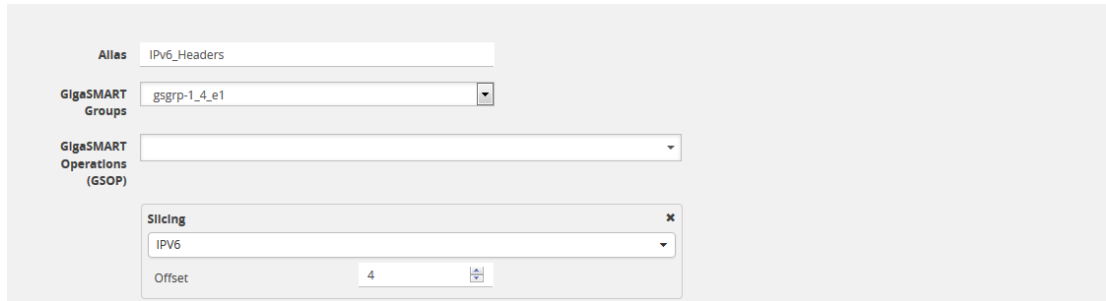 Alias IPv6_Headers
GigaSMART gsgrp-1_4_e1
Groups
GigaSMART
Operations
(GSOP)
Slicing
IPV6
Offset 4